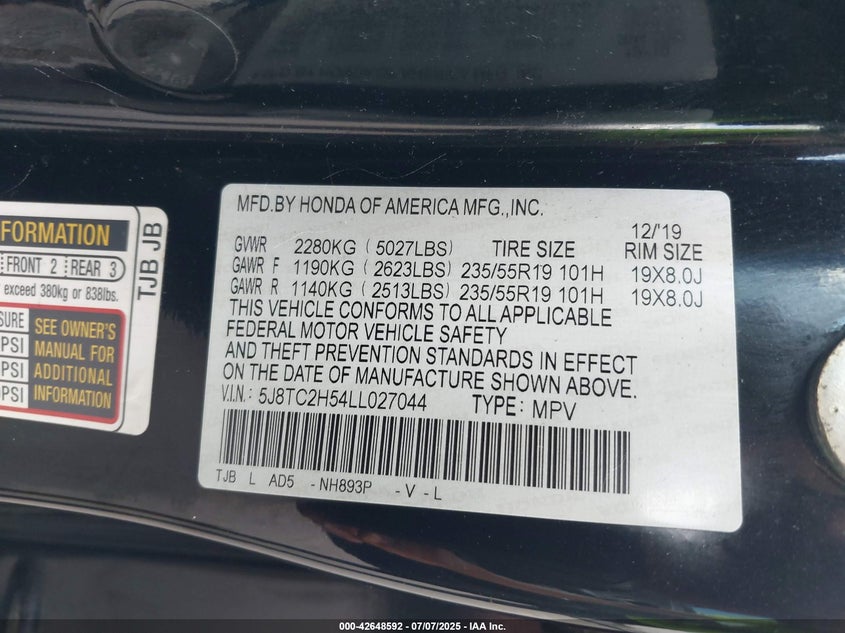 FORMATION
FRONT 2 REAR 3
exceed 380kg or 838lbs.
SURE
PSI
PSI
PSI
SEE OWNER'S
MANUAL FOR
ADDITIONAL
INFORMATION
TJB JB
MFD.BY HONDA OF AMERICA MFG.,INC.
12/'19
GVWR 2280KG (5027LBS) TIRE SIZE RIM SIZE
GAWR F 1190KG (2623LBS) 235/55R19 101H 19X8.0J
GAWR R 1140KG (2513LBS) 235/55R19 101H 19X8.0J
THIS VEHICLE CONFORMS TO ALL APPLICABLE
FEDERAL MOTOR VEHICLE SAFETY
AND THEFT PREVENTION STANDARDS IN EFFECT
ON THE DATE OF MANUFACTURE SHOWN ABOVE.
V.I.N.: 5J8TC2H54LL027044 TYPE: MPV
TJB L AD5 -NH893P -V-L
000-42648592 - 07/07/2025 - IAA Inc.